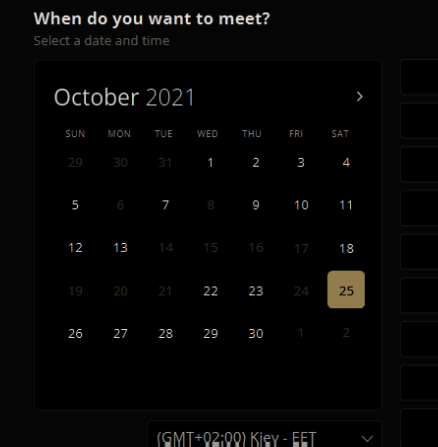 When do you want to meet?
Select a date and time
October 2021 >
SUN MON TUE WED THU FRI SAT
29 30 31 1 2 3 4
5 6 7 8 9 10 11
12 13 14 15 16 17 18
19 20 21 22 23 24 25
26 27 28 29 30 1 2
(GMT+02:00) Kiev - EET